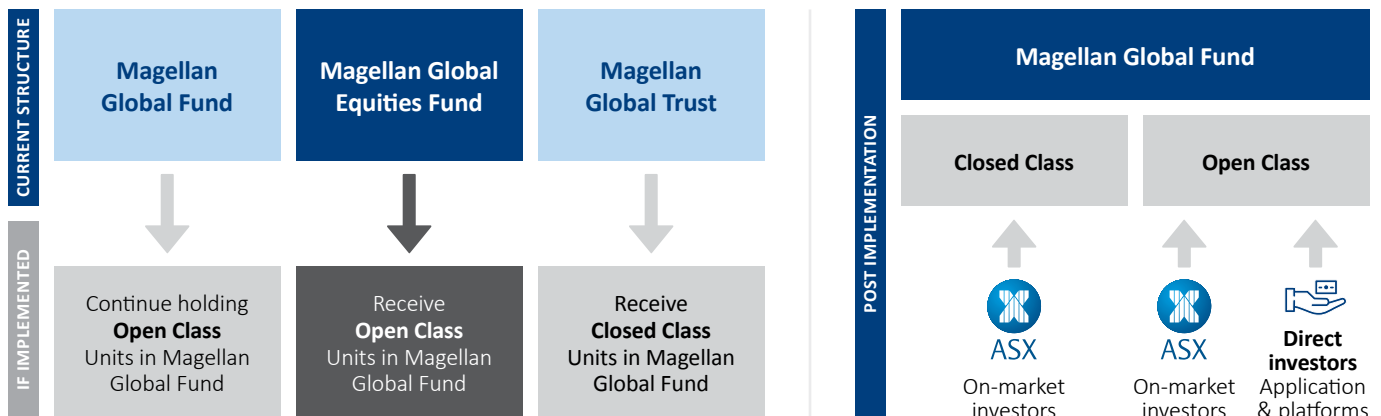 CURRENT STRUCTURE
Magellan
Global Fund
Magellan Global
Equities Fund
Magellan
Global Trust
IF IMPLEMENTED
Continue holding
Open Class
Units in Magellan
Global Fund
Receive
Open Class
Units in Magellan
Global Fund
Receive
Closed Class
Units in Magellan
Global Fund
POST IMPLEMENTATION
Magellan Global Fund
Closed Class
Open Class
ASX
On-market
investors
ASX
On-market
investors
Direct
investors
Application
& platforms